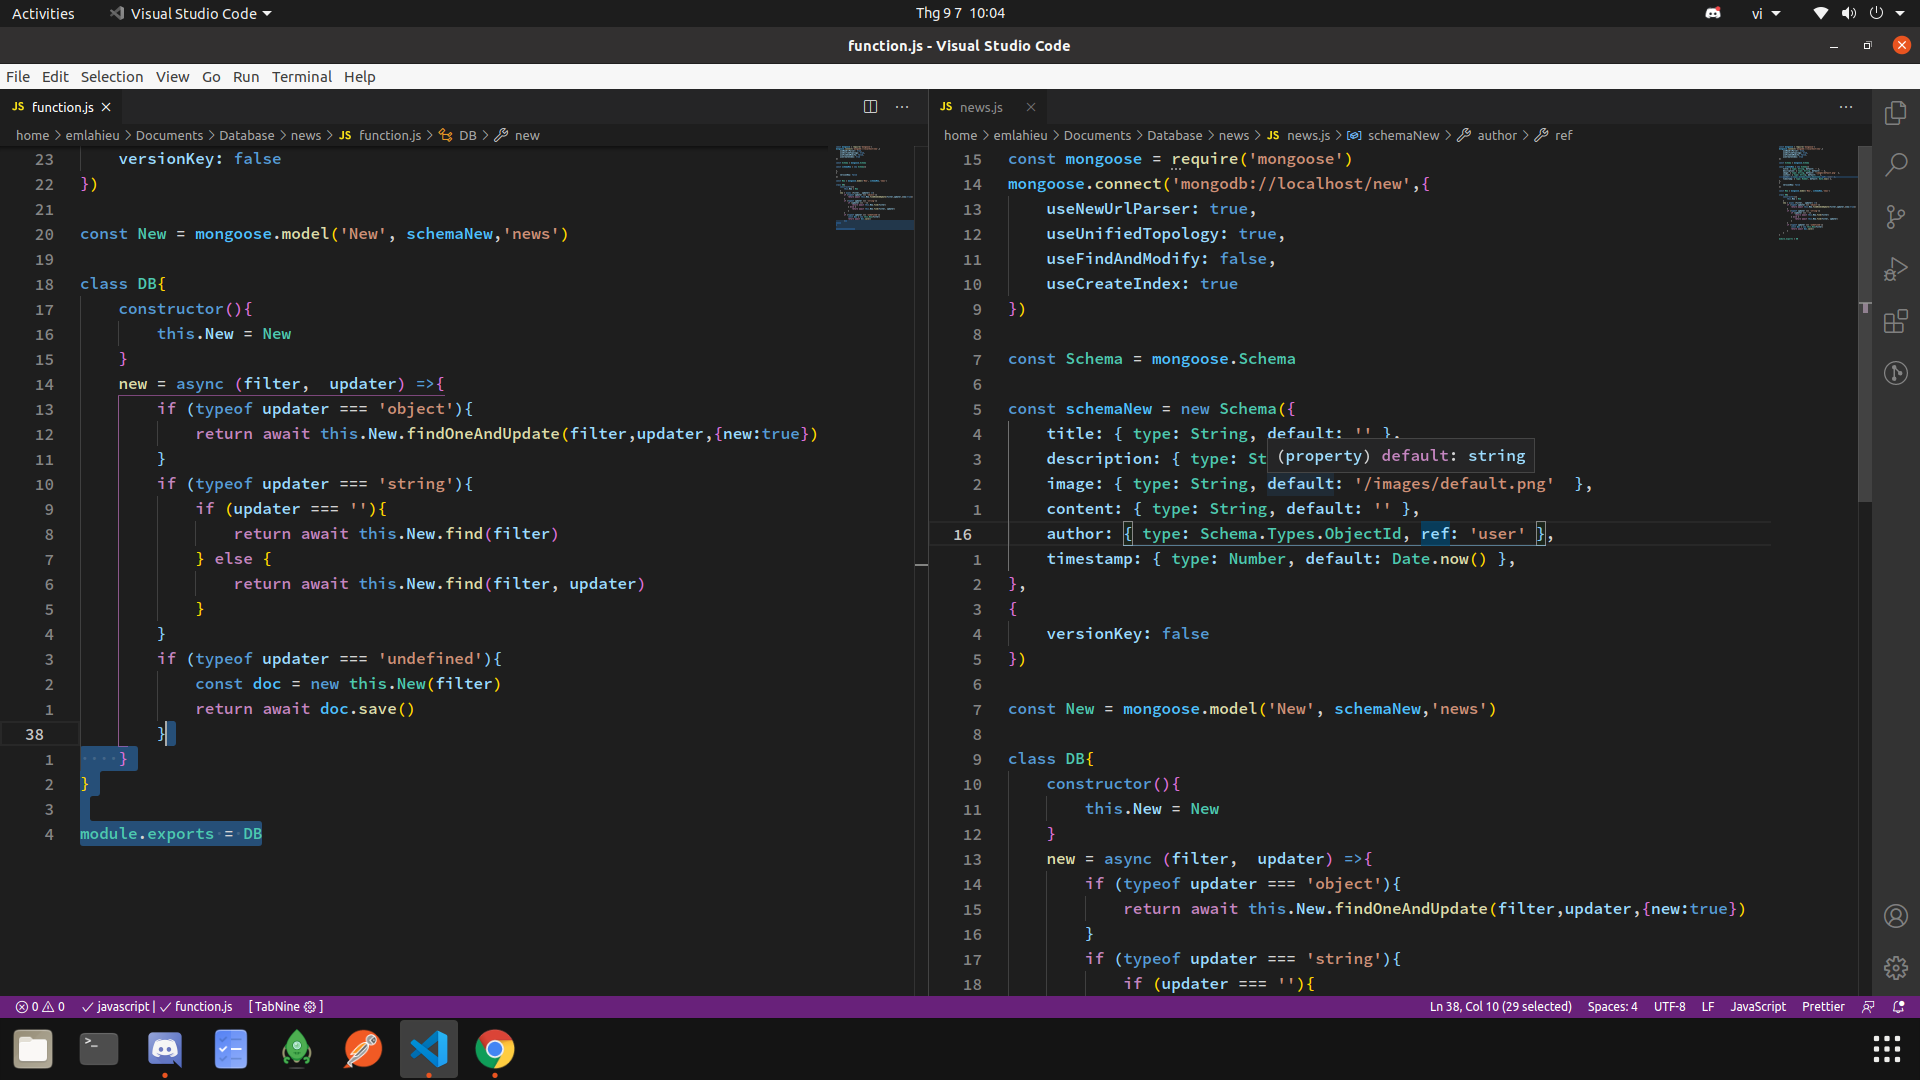 Activities
Visual Studio Code
Thg 9 7 10:04
vi
function.js - Visual Studio Code
File Edit Selection View Go Run Terminal Help
JS function.js
home > emlahieu > Documents > Database > news > JS function.js > DB > new
23 versionKey: false
22 })
21
20 const New = mongoose.model('New', schemaNew,'news')
19
18 class DB{
17 constructor(){
16 this.New = New
15 }
14 new = async (filter,  updater) =>{
13 if (typeof updater === 'object'){
12 return await this.New.findOneAndUpdate(filter,updater,{new:true})
11 }
10 if (typeof updater === 'string'){
9 if (updater === ''){
8 return await this.New.find(filter)
7 } else {
6 return await this.New.find(filter, updater)
5 }
4 }
3 if (typeof updater === 'undefined'){
2 const doc = new this.New(filter)
1 return await doc.save()
38 }
1 }
2 }
3
4 module.exports = DB
JS news.js
home > emlahieu > Documents > Database > news > JS news.js > schemaNew > author > ref
15 const mongoose = require('mongoose')
14 mongoose.connect('mongodb://localhost/new',{
13 useNewUrlParser: true,
12 useUnifiedTopology: true,
11 useFindAndModify: false,
10 useCreateIndex: true
9 })
8
7 const Schema = mongoose.Schema
6
5 const schemaNew = new Schema({
4 title: { type: String, default: '' },
3 description: { type: St
(property) default: string
2 image: { type: String, default: '/images/default.png'  },
1 content: { type: String, default: '' },
16 author: { type: Schema.Types.ObjectId, ref: 'user' },
1 timestamp: { type: Number, default: Date.now() },
2 },
3 {
4 versionKey: false
5 })
6
7 const New = mongoose.model('New', schemaNew,'news')
8
9 class DB{
10 constructor(){
11 this.New = New
12 }
13 new = async (filter,  updater) =>{
14 if (typeof updater === 'object'){
15 return await this.New.findOneAndUpdate(filter,updater,{new:true})
16 }
17 if (typeof updater === 'string'){
18 if (updater === ''){
0 0 javascript | function.js [ TabNine ]
Ln 38, Col 10 (29 selected) Spaces: 4 UTF-8 LF JavaScript Prettier